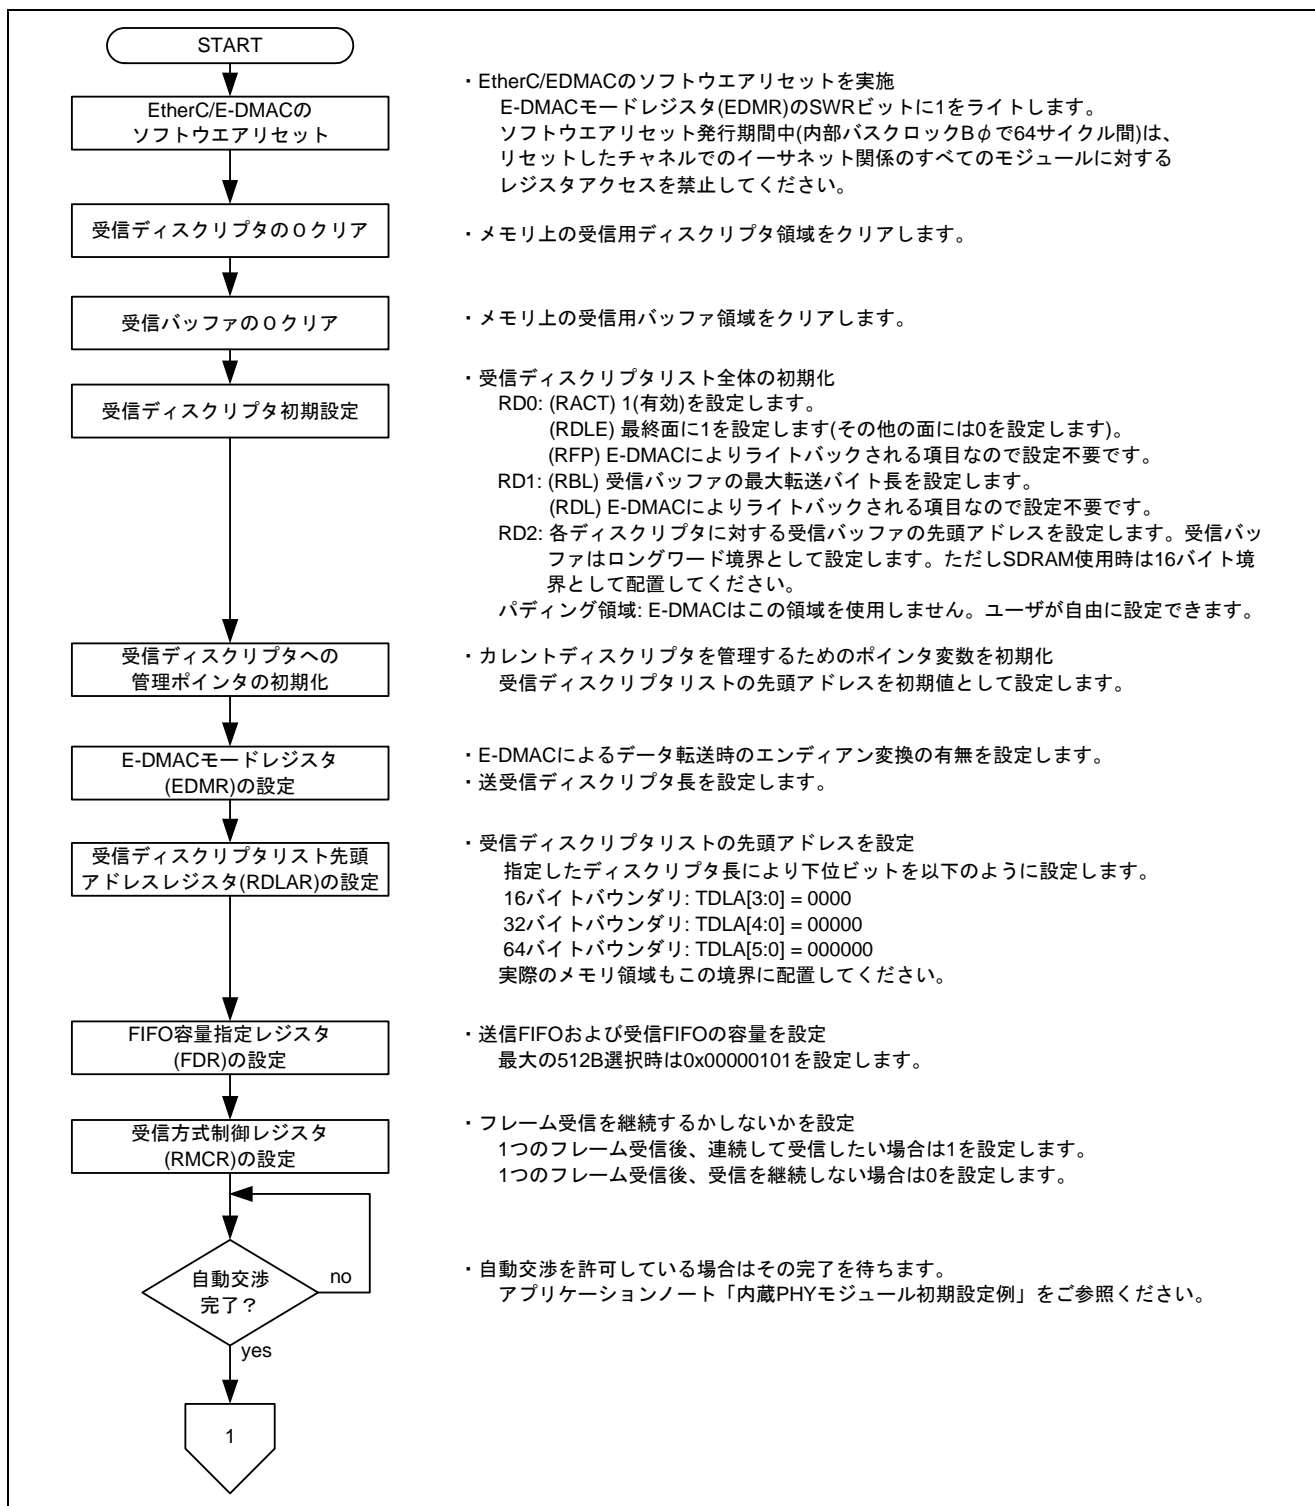 START
EtherC/E-DMACの
ソフトウエアリセット
・EtherC/EDMACのソフトウエアリセットを実施
E-DMACモードレジスタ(EDMR)のSWRビットに1をライトします。
ソフトウエアリセット発行期間中(内部バスクロックBφで64サイクル間)は、
リセットしたチャネルでのイーサネット関係のすべてのモジュールに対する
レジスタアクセスを禁止してください。
受信ディスクリプタの0クリア
・メモリ上の受信用ディスクリプタ領域をクリアします。
受信バッファの0クリア
・メモリ上の受信用バッファ領域をクリアします。
受信ディスクリプタ初期設定
・受信ディスクリプタリスト全体の初期化
RD0: (RACT) 1(有効)を設定します。
(RDLE) 最終面に1を設定します(その他の面には0を設定します)。
(RFP) E-DMACによりライトバックされる項目なので設定不要です。
RD1: (RBL) 受信バッファの最大転送バイト長を設定します。
(RDL) E-DMACによりライトバックされる項目なので設定不要です。
RD2: 各ディスクリプタに対する受信バッファの先頭アドレスを設定します。受信バッ
ファはロングワード境界として設定します。ただしSDRAM使用時は16バイト境
界として配置してください。
パディング領域: E-DMACはこの領域を使用しません。ユーザが自由に設定できます。
受信ディスクリプタへの
管理ポインタの初期化
・カレントディスクリプタを管理するためのポインタ変数を初期化
受信ディスクリプタリストの先頭アドレスを初期値として設定します。
E-DMACモードレジスタ
(EDMR)の設定
・E-DMACによるデータ転送時のエンディアン変換の有無を設定します。
・送受信ディスクリプタ長を設定します。
受信ディスクリプタリスト先頭
アドレスレジスタ(RDLAR)の設定
・受信ディスクリプタリストの先頭アドレスを設定
指定したディスクリプタ長により下位ビットを以下のように設定します。
16バイトバウンダリ: TDLA[3:0] = 0000
32バイトバウンダリ: TDLA[4:0] = 00000
64バイトバウンダリ: TDLA[5:0] = 000000
実際のメモリ領域もこの境界に配置してください。
FIFO容量指定レジスタ
(FDR)の設定
・送信FIFOおよび受信FIFOの容量を設定
最大の512B選択時は0x00000101を設定します。
受信方式制御レジスタ
(RMCR)の設定
・フレーム受信を継続するかしないかを設定
1つのフレーム受信後、連続して受信したい場合は1を設定します。
1つのフレーム受信後、受信を継続しない場合は0を設定します。
自動交渉
完了？
no
yes
・自動交渉を許可している場合はその完了を待ちます。
アプリケーションノート「内蔵PHYモジュール初期設定例」をご参照ください。
1